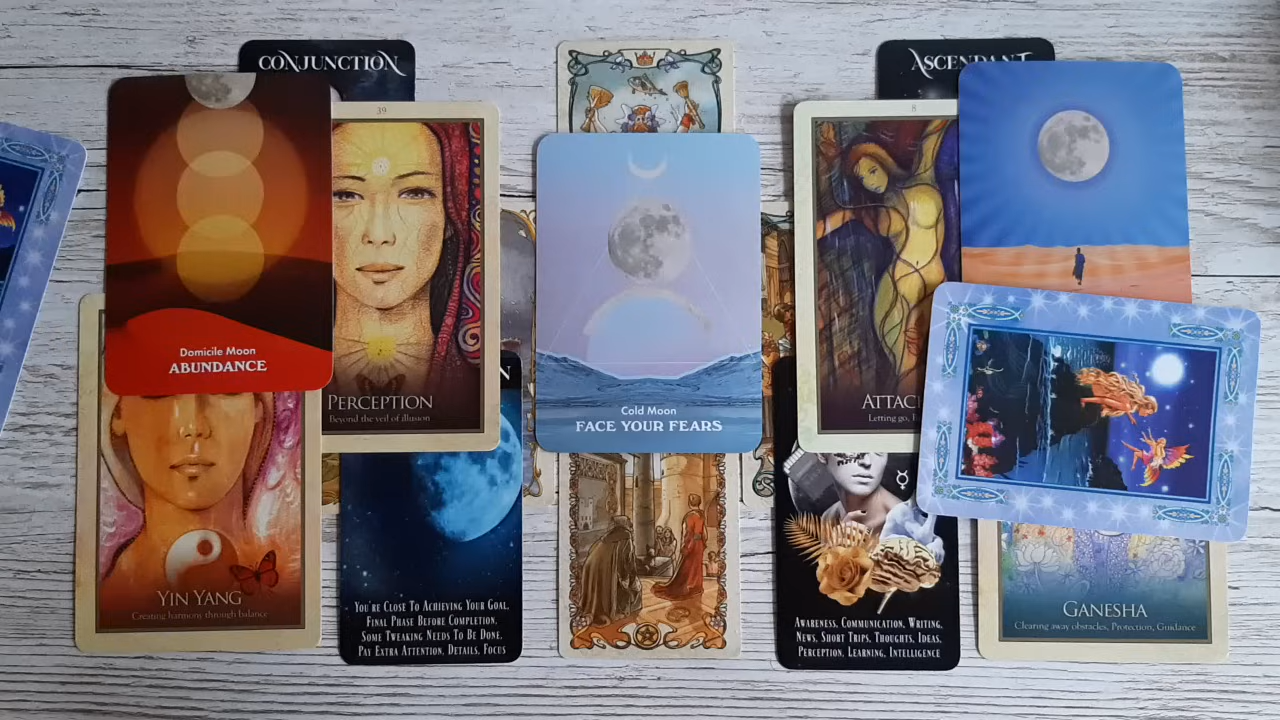 CONJUNCTION
ASCENDANT
39
8
Domicile Moon
ABUNDANCE
PERCEPTION
Beyond the veil of illusion
Cold Moon
FACE YOUR FEARS
Letting go,
YIN YANG
Creating harmony through balance
YOU'RE CLOSE TO ACHIEVING YOUR GOAL,
FINAL PHASE BEFORE COMPLETION.
SOME TWEAKING NEEDS TO BE DONE.
PAY EXTRA ATTENTION, DETAILS, FOCUS
AWARENESS, COMMUNICATION, WRITING,
NEWS, SHORT TRIPS, THOUGHTS, IDEAS,
PERCEPTION, LEARNING, INTELLIGENCE
GANESHA
Clearing away obstacles, Protection, Guidance